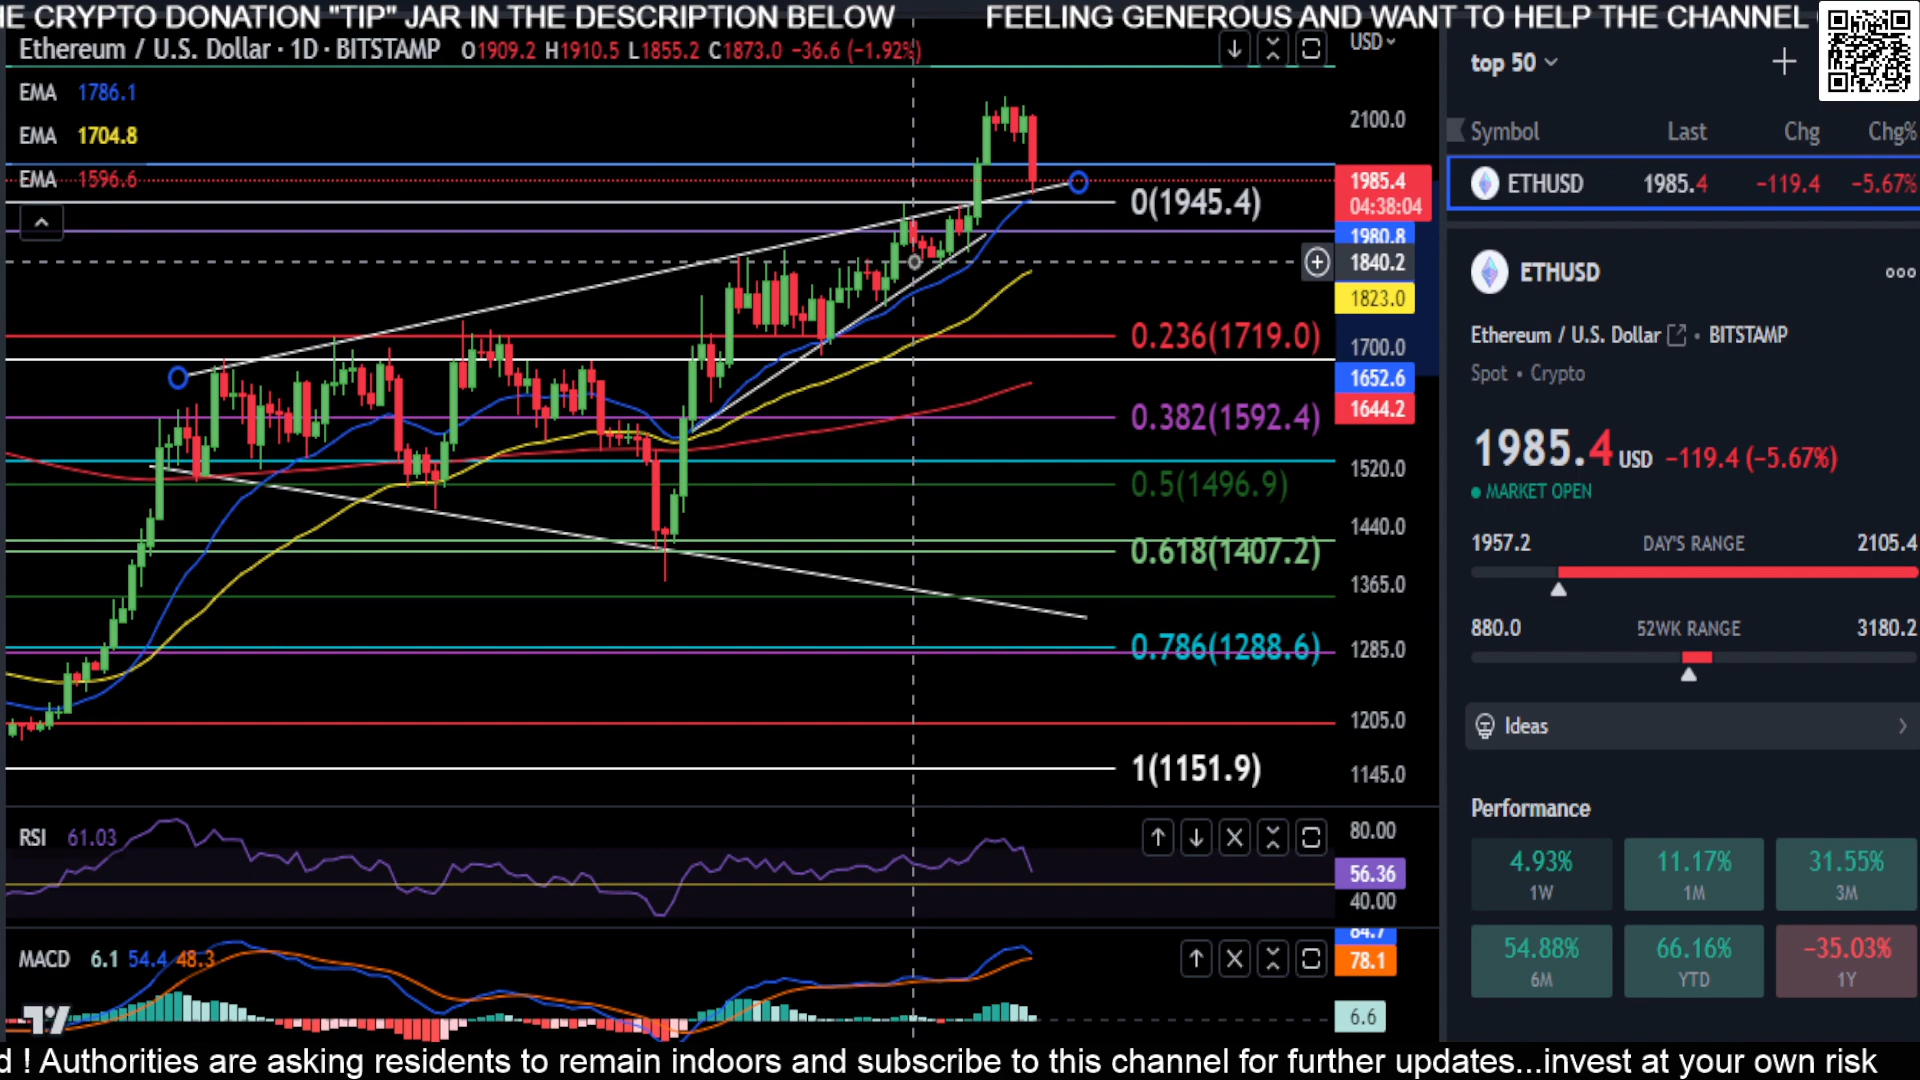 HE CRYPTO DONATION "TIP" JAR IN THE DESCRIPTION BELOW FEELING GENEROUS AND WANT TO HELP THE CHANNEL
Ethereum / U.S. Dollar · 1D · BITSTAMP O1909.2 H1910.5 L1855.2 C1873.0 −36.6 (−1.92%)
USD
EMA 1786.1
EMA 1704.8
EMA 1596.6
2100.0
1985.4
04:38:04
1980.8
1840.2
1823.0
1700.0
1652.6
1644.2
1520.0
1440.0
1365.0
1285.0
1205.0
1145.0
0(1945.4)
0.236(1719.0)
0.382(1592.4)
0.5(1496.9)
0.618(1407.2)
0.786(1288.6)
1(1151.9)
RSI 61.03
80.00
56.36
40.00
MACD 6.1 54.4 48.3
84.7
78.1
6.6
top 50
Symbol Last Chg Chg%
ETHUSD 1985.4 −119.4 −5.67%
ETHUSD
Ethereum / U.S. Dollar • BITSTAMP
Spot • Crypto
1985.4 USD −119.4 (−5.67%)
MARKET OPEN
1957.2 DAY'S RANGE 2105.4
880.0 52WK RANGE 3180.2
Ideas
Performance
4.93% 11.17% 31.55%
1W 1M 3M
54.88% 66.16% −35.03%
6M YTD 1Y
d ! Authorities are asking residents to remain indoors and subscribe to this channel for further updates...invest at your own risk